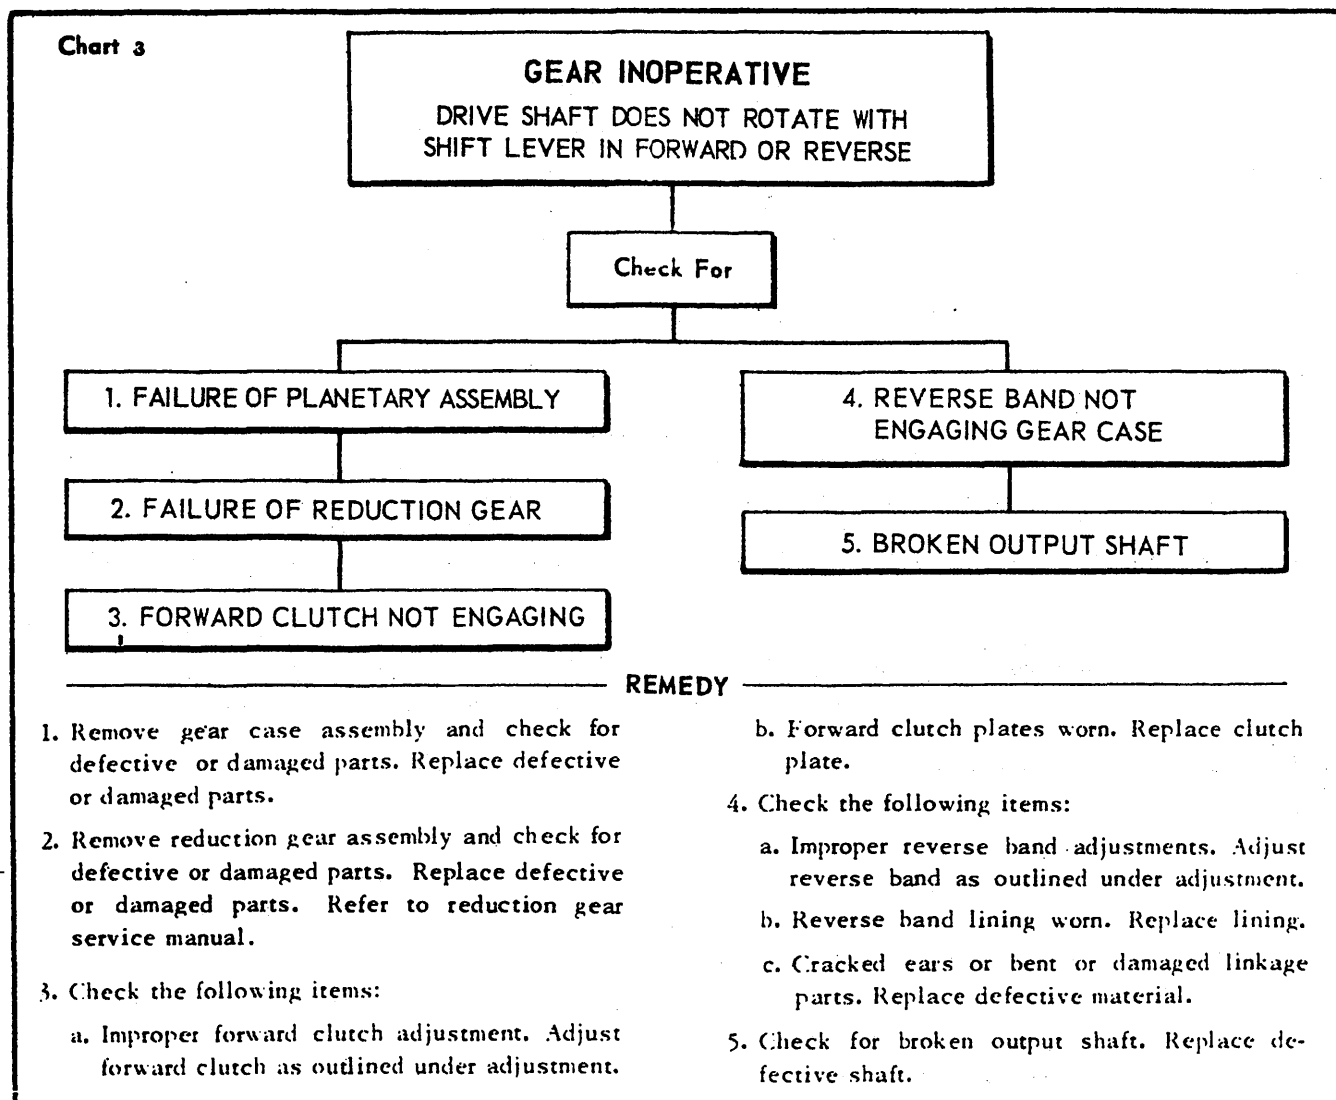 Chart 3
GEAR INOPERATIVE
DRIVE SHAFT DOES NOT ROTATE WITH
SHIFT LEVER IN FORWARD OR REVERSE
Check For
1. FAILURE OF PLANETARY ASSEMBLY
2. FAILURE OF REDUCTION GEAR
3. FORWARD CLUTCH NOT ENGAGING
4. REVERSE BAND NOT
ENGAGING GEAR CASE
5. BROKEN OUTPUT SHAFT
REMEDY
1. Remove gear case assembly and check for
defective or damaged parts. Replace defective
or damaged parts.
2. Remove reduction gear assembly and check for
defective or damaged parts. Replace defective
or damaged parts. Refer to reduction gear
service manual.
3. Check the following items:
a. Improper forward clutch adjustment. Adjust
forward clutch as outlined under adjustment.
b. Forward clutch plates worn. Replace clutch
plate.
4. Check the following items:
a. Improper reverse band adjustments. Adjust
reverse band as outlined under adjustment.
b. Reverse band lining worn. Replace lining.
c. Cracked ears or bent or damaged linkage
parts. Replace defective material.
5. Check for broken output shaft. Replace de-
fective shaft.